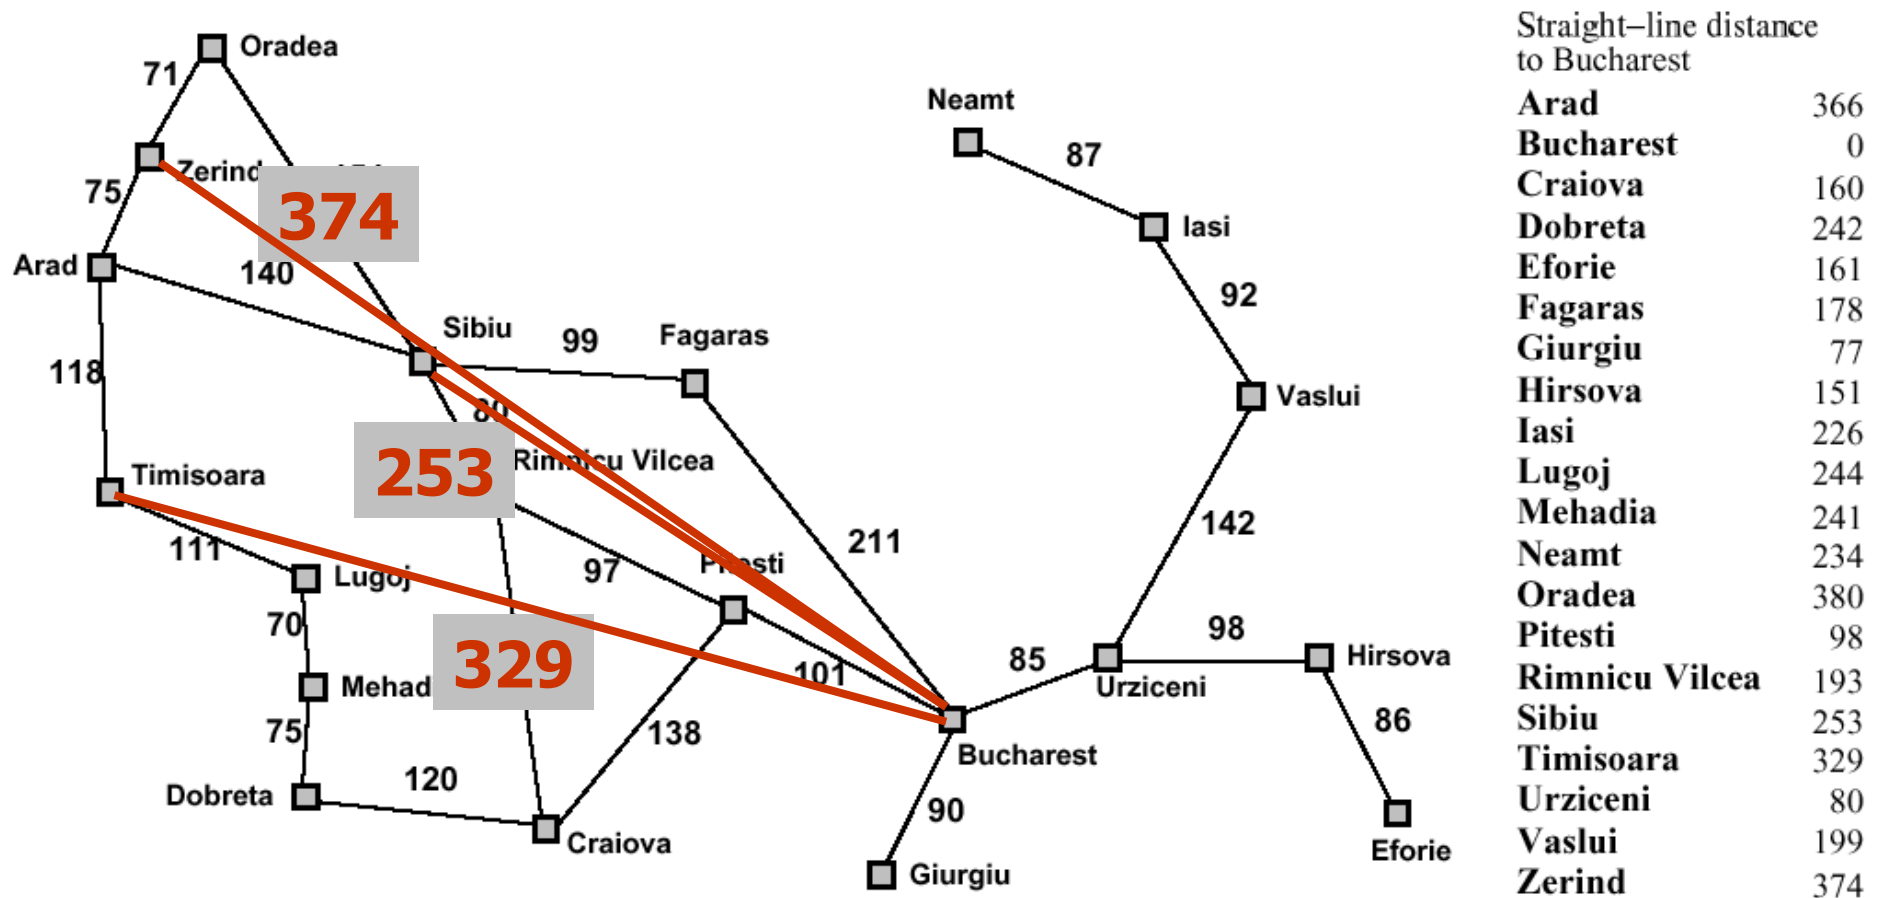 Oradea
71
Neamt
87
Zerind
374
75
Iasi
Arad
140
92
Sibiu
99
Fagaras
118
80
Vaslui
Timisoara
253
Rimnicu Vilcea
211
142
111
97
Pitesti
Lugoj
70
329
85
98
Hirsova
Mehad
101
Urziceni
75
138
86
Bucharest
Dobreta
120
90
Craiova
Eforie
Giurgiu
Straight–line distance
to Bucharest
Arad 366
Bucharest 0
Craiova 160
Dobreta 242
Eforie 161
Fagaras 178
Giurgiu 77
Hirsova 151
Iasi 226
Lugoj 244
Mehadia 241
Neamt 234
Oradea 380
Pitesti 98
Rimnicu Vilcea 193
Sibiu 253
Timisoara 329
Urziceni 80
Vaslui 199
Zerind 374